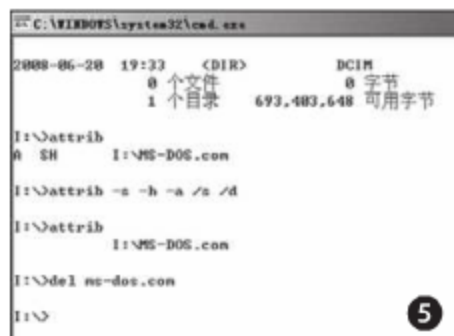 C:\WINDOWS\system32\cmd.exe
2008-06-20 19:33 <DIR> DCIM
0 个文件 0 字节
1 个目录 693,403,648 可用字节
I:\>attrib
A SH I:\MS-DOS.com
I:\>attrib -s -h -a /s /d
I:\>attrib
I:\MS-DOS.com
I:\>del ms-dos.com
I:\>
5